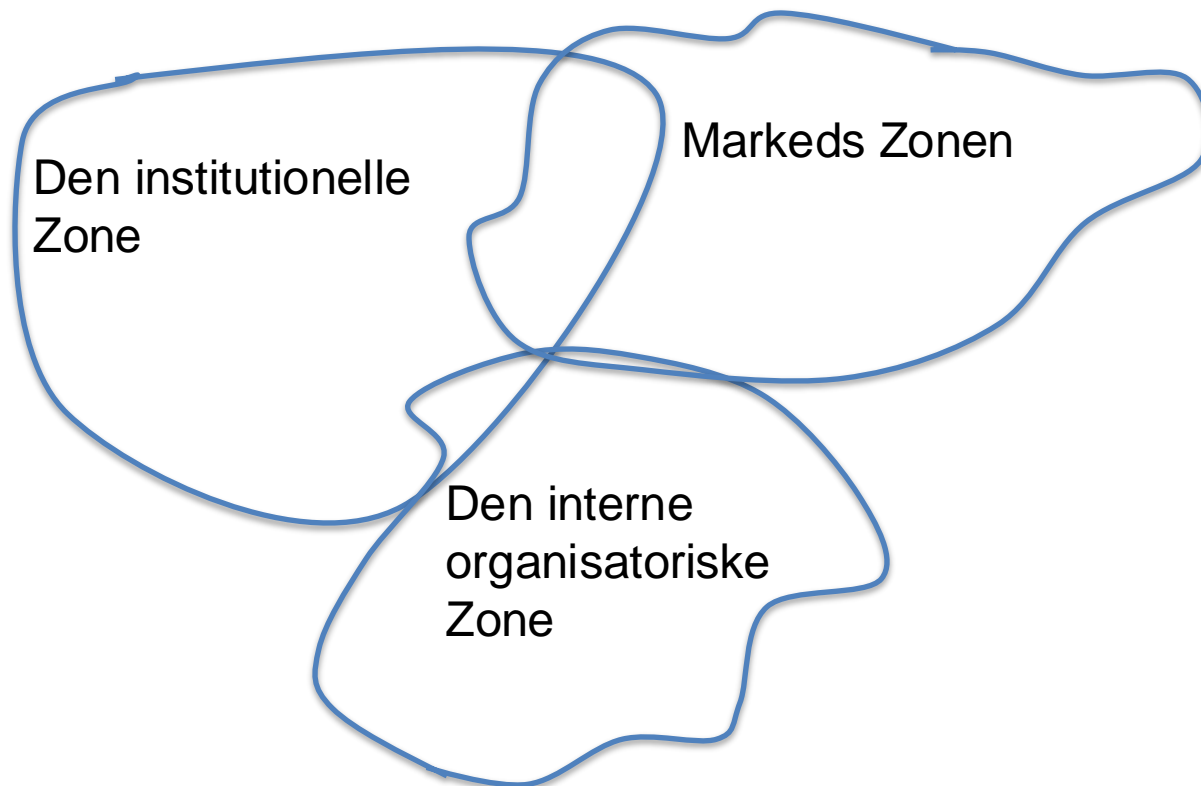 Den institutionelle
Zone
Markeds Zonen
Den interne
organisatoriske
Zone